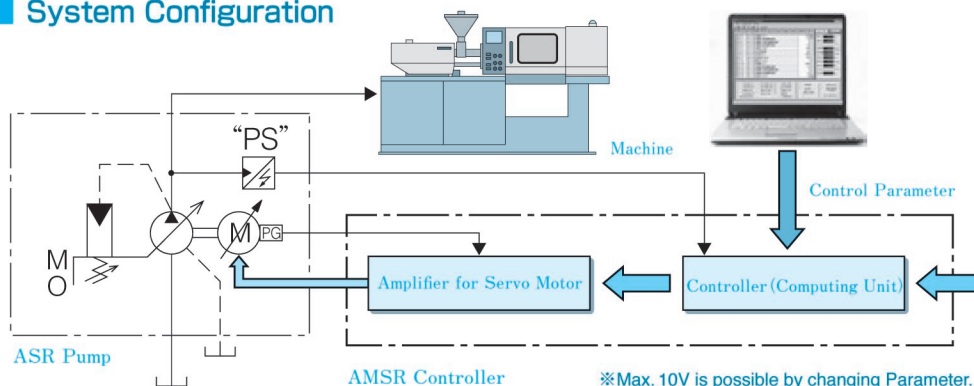 System Configuration
"PS"
Machine
Control Parameter
M
O
M
PG
Amplifier for Servo Motor
Controller (Computing Unit)
ASR Pump
AMSR Controller
※Max. 10V is possible by changing Parameter.